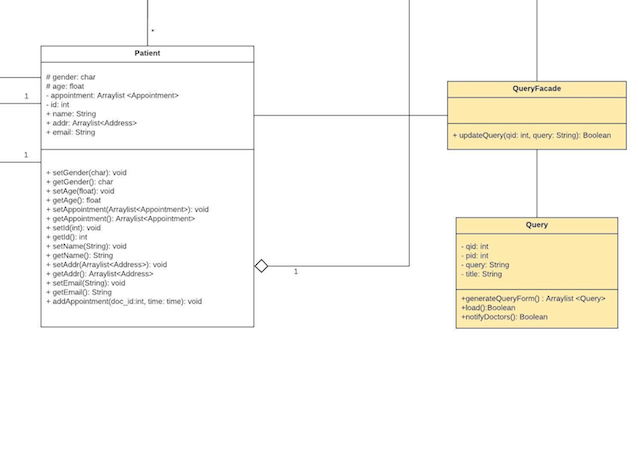 *
Patient
# gender: char
# age: float
- appointment: Arraylist <Appointment>
- id: int
+ name: String
+ addr: Arraylist<Address>
+ email: String
1
1
+ setGender(char): void
+ getGender(): char
+ setAge(float): void
+ getAge(): float
+ setAppointment(Arraylist<Appointment>): void
+ getAppointment(): Arraylist<Appointment>
+ setId(int): void
+ getId(): int
+ setName(String): void
+ getName(): String
+ setAddr(Arraylist<Address>): void
+ getAddr(): Arraylist<Address>
+ setEmail(String): void
+ getEmail(): String
+ addAppointment(doc_id:int, time: time): void
1
QueryFacade
+ updateQuery(qid: int, query: String): Boolean
Query
- qid: int
- pid: int
- query: String
- title: String
+generateQueryForm() : Arraylist <Query>
+load():Boolean
+notifyDoctors(): Boolean